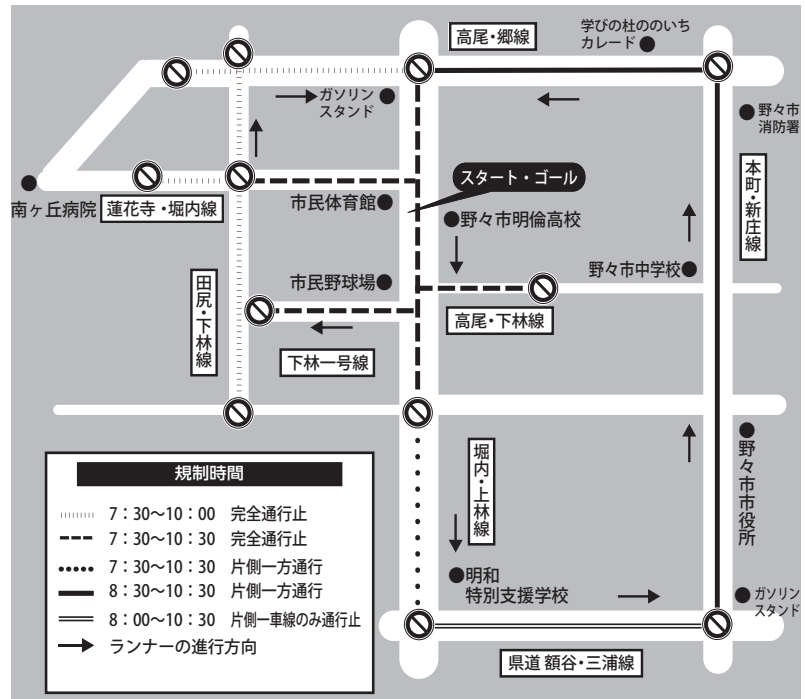 高尾・郷線
学びの杜ののいち
カレード
ガソリン
スタンド
野々市
消防署
スタート・ゴール
本町・新庄線
南ヶ丘病院
蓮花寺・堀内線
市民体育館
野々市明倫高校
野々市中学校
市民野球場
田尻・下林線
高尾・下林線
下林一号線
堀内・上林線
野々市市役所
明和
特別支援学校
ガソリン
スタンド
県道 額谷・三浦線
規制時間
7:30〜10:00 完全通行止
7:30〜10:30 完全通行止
7:30〜10:30 片側一方通行
8:30〜10:30 片側一方通行
8:00〜10:30 片側一車線のみ通行止
ランナーの進行方向